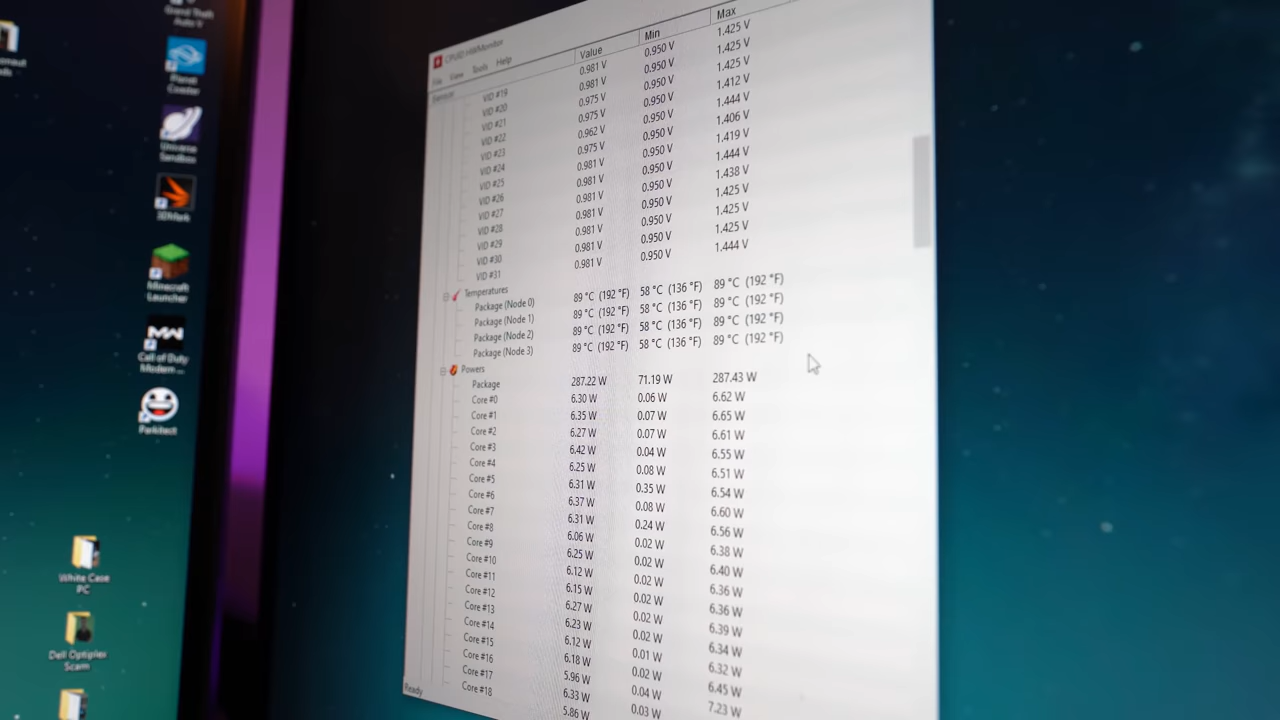 Grand Theft
Auto V
Planet
Coaster
Universe
Sandbox
3DMark
Minecraft
Launcher
Call of Duty
Modern ...
Parkitect
White Case
PC
Dell Optiplex
Scam
CPUID HWMonitor
File View Tools Help
Sensor Value Min Max
VID #19 0.981 V 0.950 V 1.425 V
VID #20 0.981 V 0.950 V 1.425 V
VID #21 0.975 V 0.950 V 1.425 V
VID #22 0.975 V 0.950 V 1.412 V
VID #23 0.962 V 0.950 V 1.444 V
VID #24 0.975 V 0.950 V 1.406 V
VID #25 0.981 V 0.950 V 1.419 V
VID #26 0.981 V 0.950 V 1.444 V
VID #27 0.981 V 0.950 V 1.438 V
VID #28 0.981 V 0.950 V 1.425 V
VID #29 0.981 V 0.950 V 1.425 V
VID #30 0.981 V 0.950 V 1.425 V
VID #31 0.981 V 0.950 V 1.444 V
Temperatures
Package (Node 0) 89 °C (192 °F) 58 °C (136 °F) 89 °C (192 °F)
Package (Node 1) 89 °C (192 °F) 58 °C (136 °F) 89 °C (192 °F)
Package (Node 2) 89 °C (192 °F) 58 °C (136 °F) 89 °C (192 °F)
Package (Node 3) 89 °C (192 °F) 58 °C (136 °F) 89 °C (192 °F)
Powers
Package 287.22 W 71.19 W 287.43 W
Core #0 6.30 W 0.06 W 6.62 W
Core #1 6.35 W 0.07 W 6.65 W
Core #2 6.27 W 0.07 W 6.61 W
Core #3 6.42 W 0.04 W 6.55 W
Core #4 6.25 W 0.08 W 6.51 W
Core #5 6.31 W 0.35 W 6.54 W
Core #6 6.37 W 0.08 W 6.60 W
Core #7 6.31 W 0.24 W 6.56 W
Core #8 6.06 W 0.02 W 6.38 W
Core #9 6.25 W 0.02 W 6.40 W
Core #10 6.12 W 0.02 W 6.36 W
Core #11 6.15 W 0.02 W 6.36 W
Core #12 6.27 W 0.02 W 6.39 W
Core #13 6.23 W 0.02 W 6.34 W
Core #14 6.12 W 0.01 W 6.32 W
Core #15 6.18 W 0.02 W 6.45 W
Core #16 5.96 W 0.04 W 7.23 W
Core #17 6.33 W 0.03 W
Core #18 5.86 W
Ready